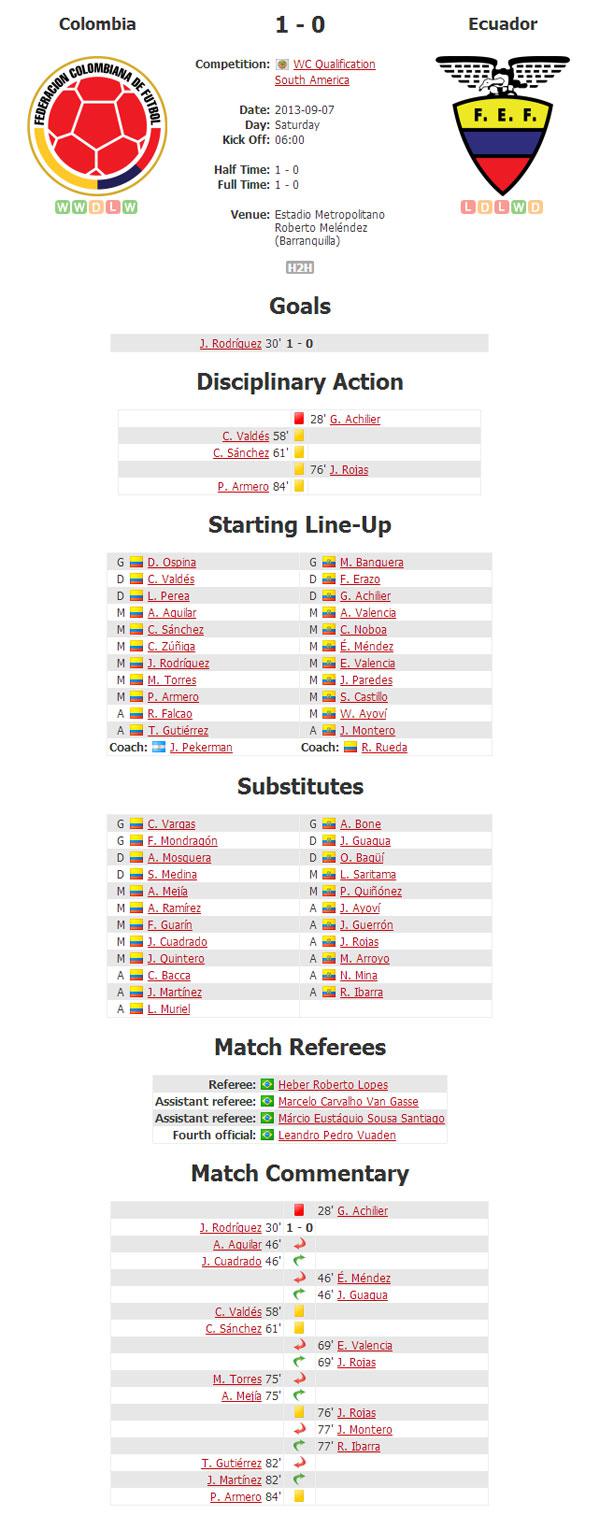 Colombia
1 - 0
Ecuador
Competition: WC Qualification
South America
FEDERACION COLOMBIANA DE FUTBOL
F. E. F.
Date: 2013-09-07
Day: Saturday
Kick Off: 06:00
Half Time: 1 - 0
Full Time: 1 - 0
W W D L W
L D L W D
Venue: Estadio Metropolitano
Roberto Meléndez
(Barranquilla)
H2H
Goals
J. Rodríguez 30' 1 - 0
Disciplinary Action
28' G. Achilier
C. Valdés 58'
C. Sánchez 61'
76' J. Rojas
P. Armero 84'
Starting Line-Up
G D. Ospina G M. Banguera
D C. Valdés D F. Erazo
D L. Perea D G. Achilier
M A. Aguilar M A. Valencia
M C. Sánchez M C. Noboa
M C. Zúñiga M É. Méndez
M J. Rodríguez M E. Valencia
M M. Torres M J. Paredes
M P. Armero M S. Castillo
A R. Falcao M W. Ayoví
A T. Gutiérrez A J. Montero
Coach: J. Pekerman Coach: R. Rueda
Substitutes
G C. Vargas G A. Bone
G F. Mondragón D J. Guagua
D A. Mosquera D O. Bagüí
D S. Medina M L. Saritama
M A. Mejía M P. Quiñónez
M A. Ramírez A J. Ayoví
M F. Guarín A J. Guerrón
M J. Cuadrado A J. Rojas
M J. Quintero A M. Arroyo
A C. Bacca A N. Mina
A J. Martínez A R. Ibarra
A L. Muriel
Match Referees
Referee: Heber Roberto Lopes
Assistant referee: Marcelo Carvalho Van Gasse
Assistant referee: Márcio Eustáquio Sousa Santiago
Fourth official: Leandro Pedro Vuaden
Match Commentary
28' G. Achilier
J. Rodríguez 30' 1 - 0
A. Aguilar 46'
J. Cuadrado 46'
46' É. Méndez
46' J. Guagua
C. Valdés 58'
C. Sánchez 61'
69' E. Valencia
69' J. Rojas
M. Torres 75'
A. Mejía 75'
76' J. Rojas
77' J. Montero
77' R. Ibarra
T. Gutiérrez 82'
J. Martínez 82'
P. Armero 84'